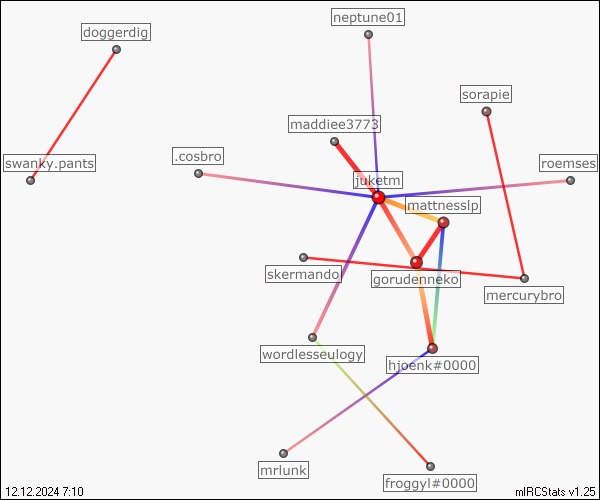 neptune01
doggerdig
sorapie
maddiee3773
.cosbro
swanky.pants
roemses
juketm
mattnesslp
skermando
gorudenneko
mercurybro
wordlesseulogy
hjoenk#0000
mrlunk
froggyl#0000
12.12.2024 7:10
mIRCStats v1.25